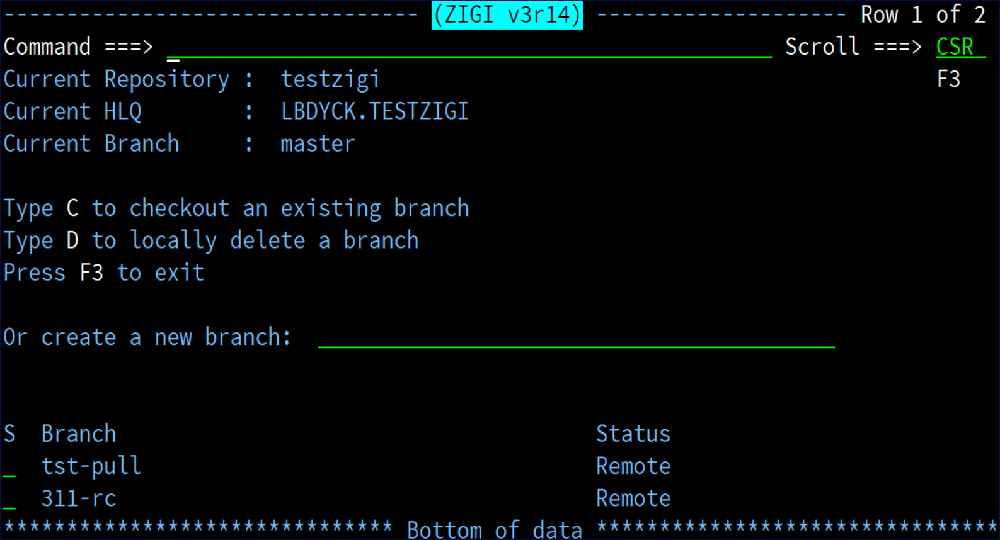 --------------------------------- (ZIGI v3r14) -------------------- Row 1 of 2
Command ===> Scroll ===> CSR
Current Repository : testzigi F3
Current HLQ : LBDYCK.TESTZIGI
Current Branch : master
Type C to checkout an existing branch
Type D to locally delete a branch
Press F3 to exit
Or create a new branch:
S Branch Status
_ tst-pull Remote
_ 311-rc Remote
******************************* Bottom of data ********************************